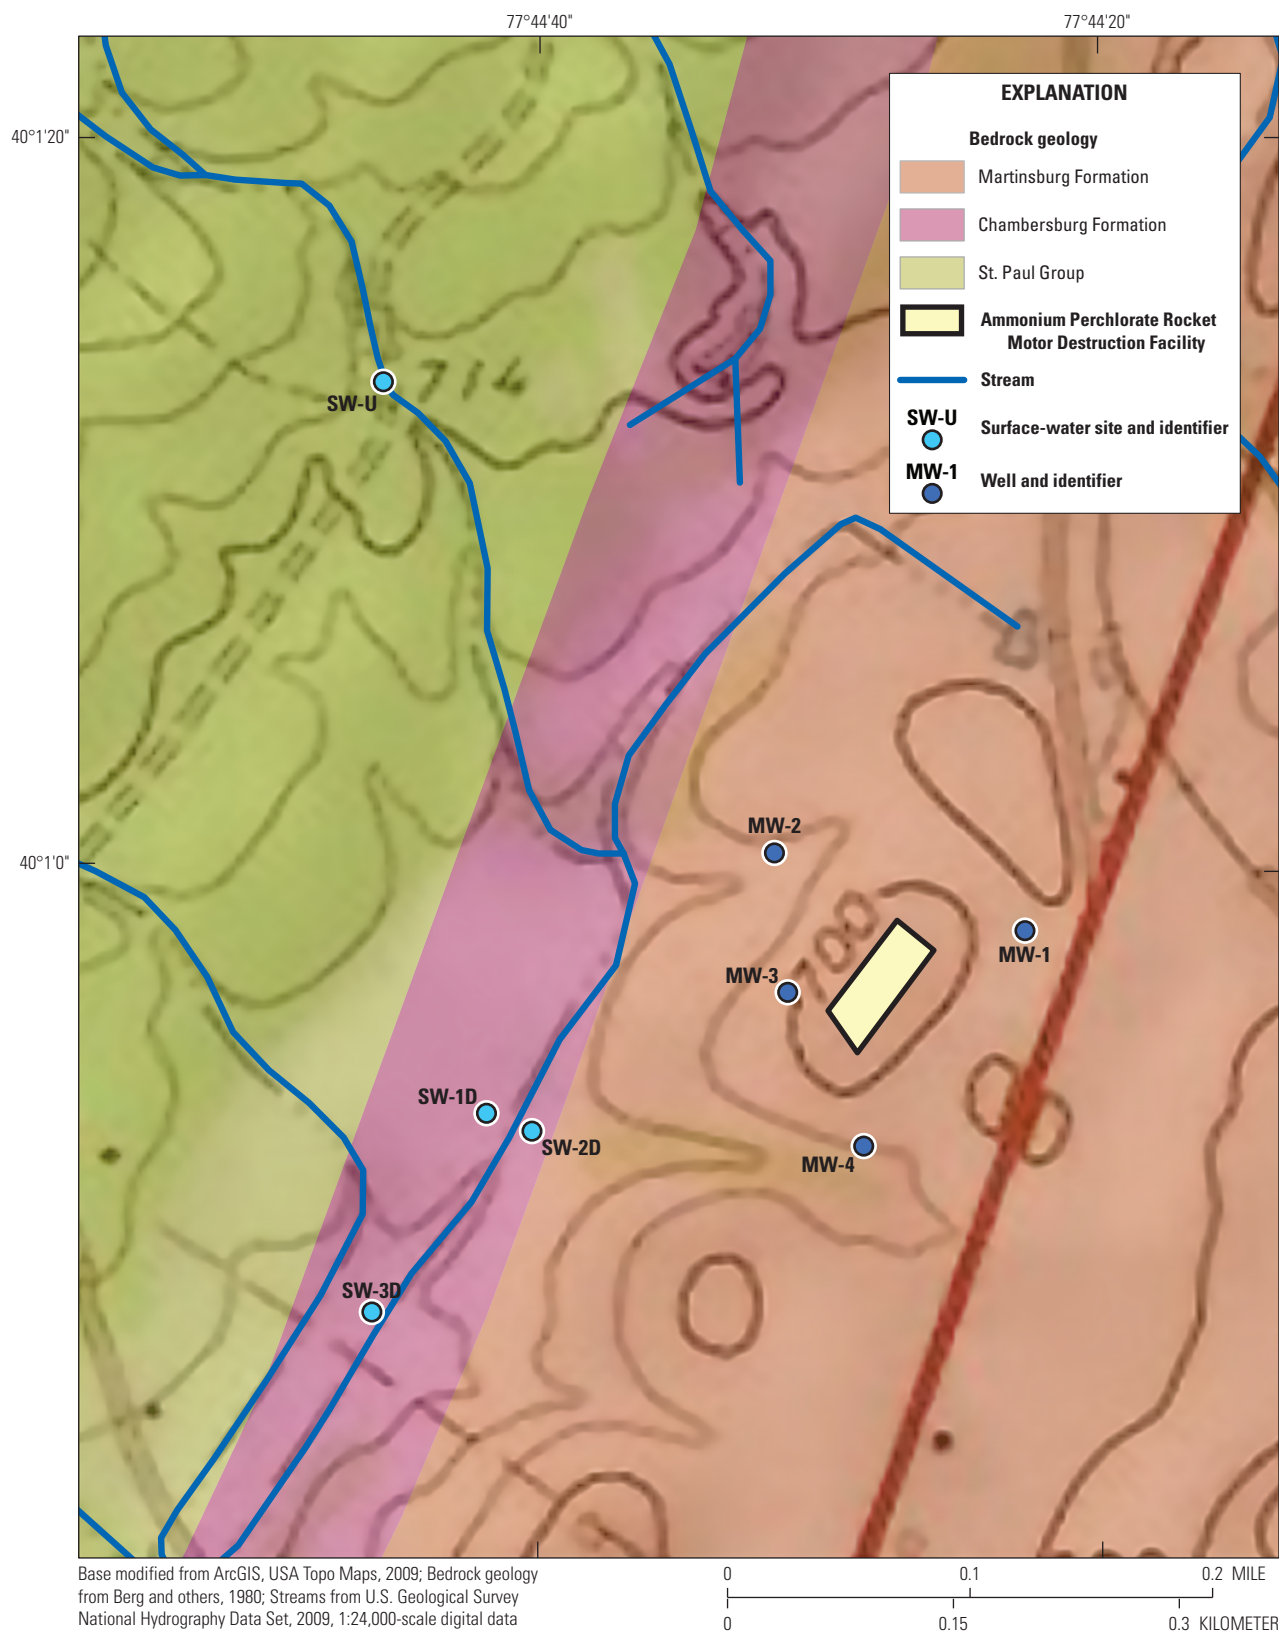 77°44'40"
77°44'20"
40°1'20"
EXPLANATION
Bedrock geology
Martinsburg Formation
Chambersburg Formation
St. Paul Group
Ammonium Perchlorate Rocket
Motor Destruction Facility
Stream
SW-U
Surface-water site and identifier
MW-1
Well and identifier
714
SW-U
MW-2
40°1'0"
700
MW-1
MW-3
SW-1D
SW-2D
MW-4
SW-3D
Base modified from ArcGIS, USA Topo Maps, 2009; Bedrock geology
from Berg and others, 1980; Streams from U.S. Geological Survey
National Hydrography Data Set, 2009, 1:24,000-scale digital data
0 0.1 0.2 MILE
0 0.15 0.3 KILOMETER